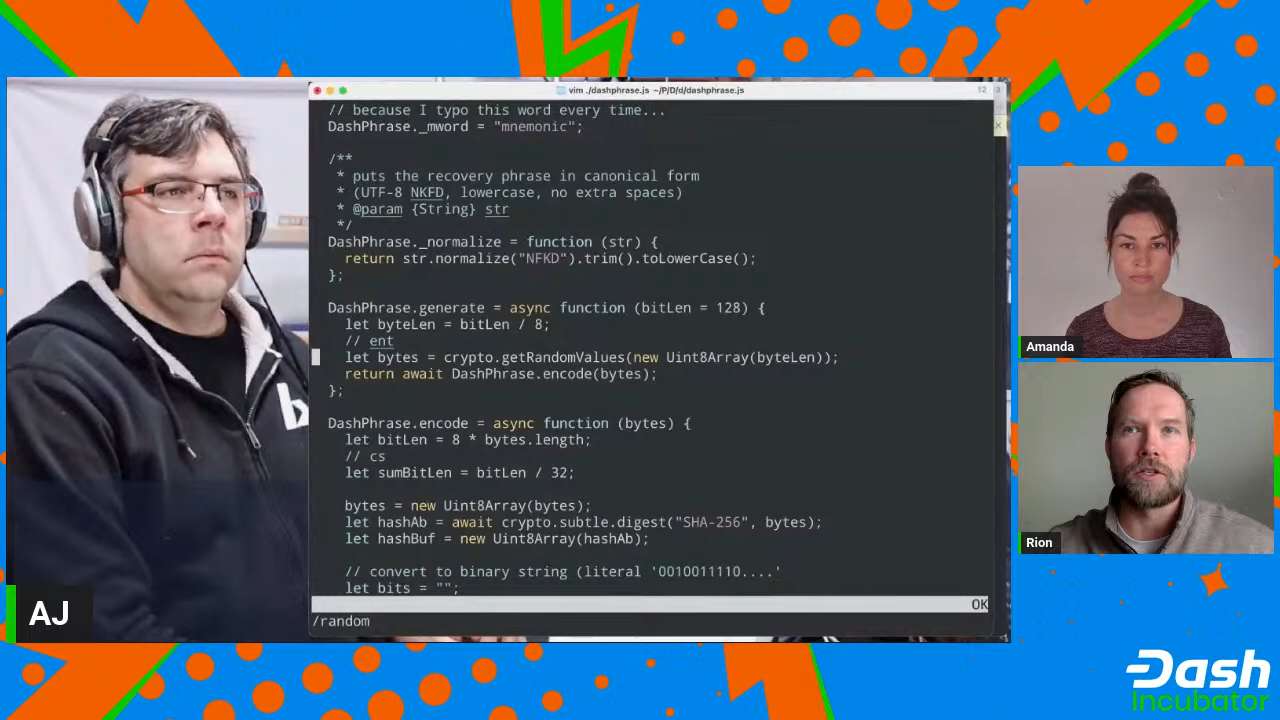 vim ./dashphrase.js ~/P/D/d/dashphrase.js
// because I typo this word every time...
DashPhrase._mword = "mnemonic";
/**
* puts the recovery phrase in canonical form
* (UTF-8 NKFD, lowercase, no extra spaces)
* @param {String} str
*/
DashPhrase._normalize = function (str) {
return str.normalize("NFKD").trim().toLowerCase();
};
DashPhrase.generate = async function (bitLen = 128) {
let byteLen = bitLen / 8;
// ent
let bytes = crypto.getRandomValues(new Uint8Array(byteLen));
return await DashPhrase.encode(bytes);
};
DashPhrase.encode = async function (bytes) {
let bitLen = 8 * bytes.length;
// cs
let sumBitLen = bitLen / 32;
bytes = new Uint8Array(bytes);
let hashAb = await crypto.subtle.digest("SHA-256", bytes);
let hashBuf = new Uint8Array(hashAb);
// convert to binary string (literal '0010011110....'
let bits = "";
OK
/random
AJ
Amanda
Rion
Dash
Incubator